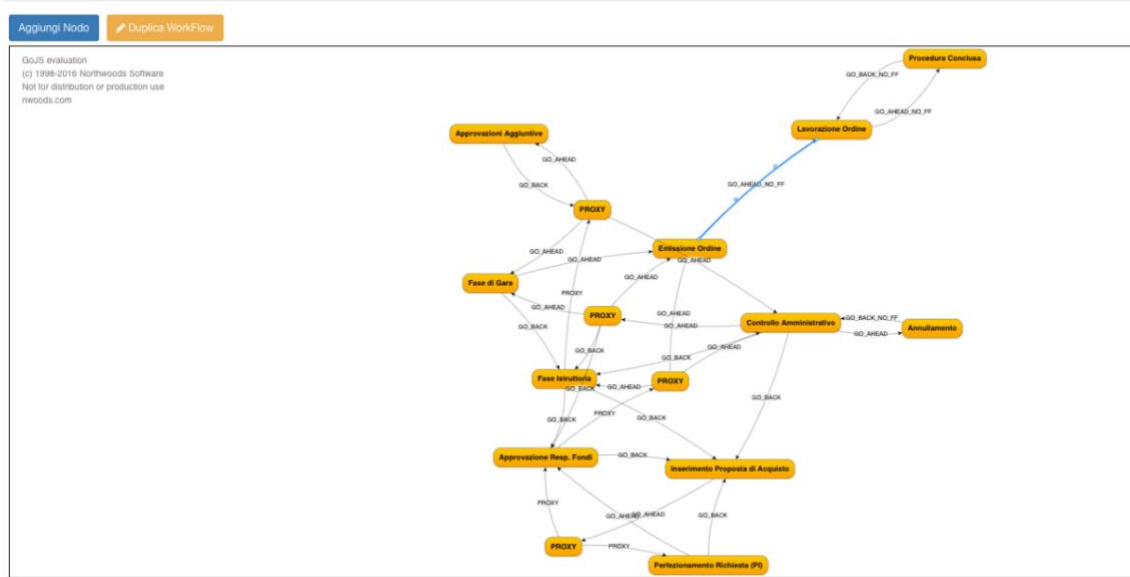 Aggiungi Nodo
Duplica WorkFlow
GoJS evaluation
(c) 1998-2016 Northwoods Software
Not for distribution or production use
nwoods.com
Procedura Conclusa
GO_BACK_NO_FF
GO_AHEAD_NO_FF
Lavorazione Ordine
Approvazioni Aggiuntive
GO_AHEAD
GO_BACK
GO_AHEAD_NO_FF
PROXY
Emissione Ordine
GO_AHEAD
GO_AHEAD
GO_AHEAD
Fase di Gara
GO_AHEAD
PROXY
GO_AHEAD
GO_AHEAD
PROXY
GO_BACK
GO_AHEAD
Controllo Amministrativo
GO_BACK_NO_FF
GO_AHEAD
Annullamento
GO_BACK
GO_BACK
GO_AHEAD
Fase Istruttoria
GO_BACK
GO_AHEAD
PROXY
GO_BACK
GO_BACK
PROXY
GO_BACK
Approvazione Resp. Fondi
GO_BACK
Inserimento Proposta di Acquisto
PROXY
GO_AHEAD
GO_AHEAD
GO_BACK
PROXY
PROXY
Perfezionamento Richiesta (PI)